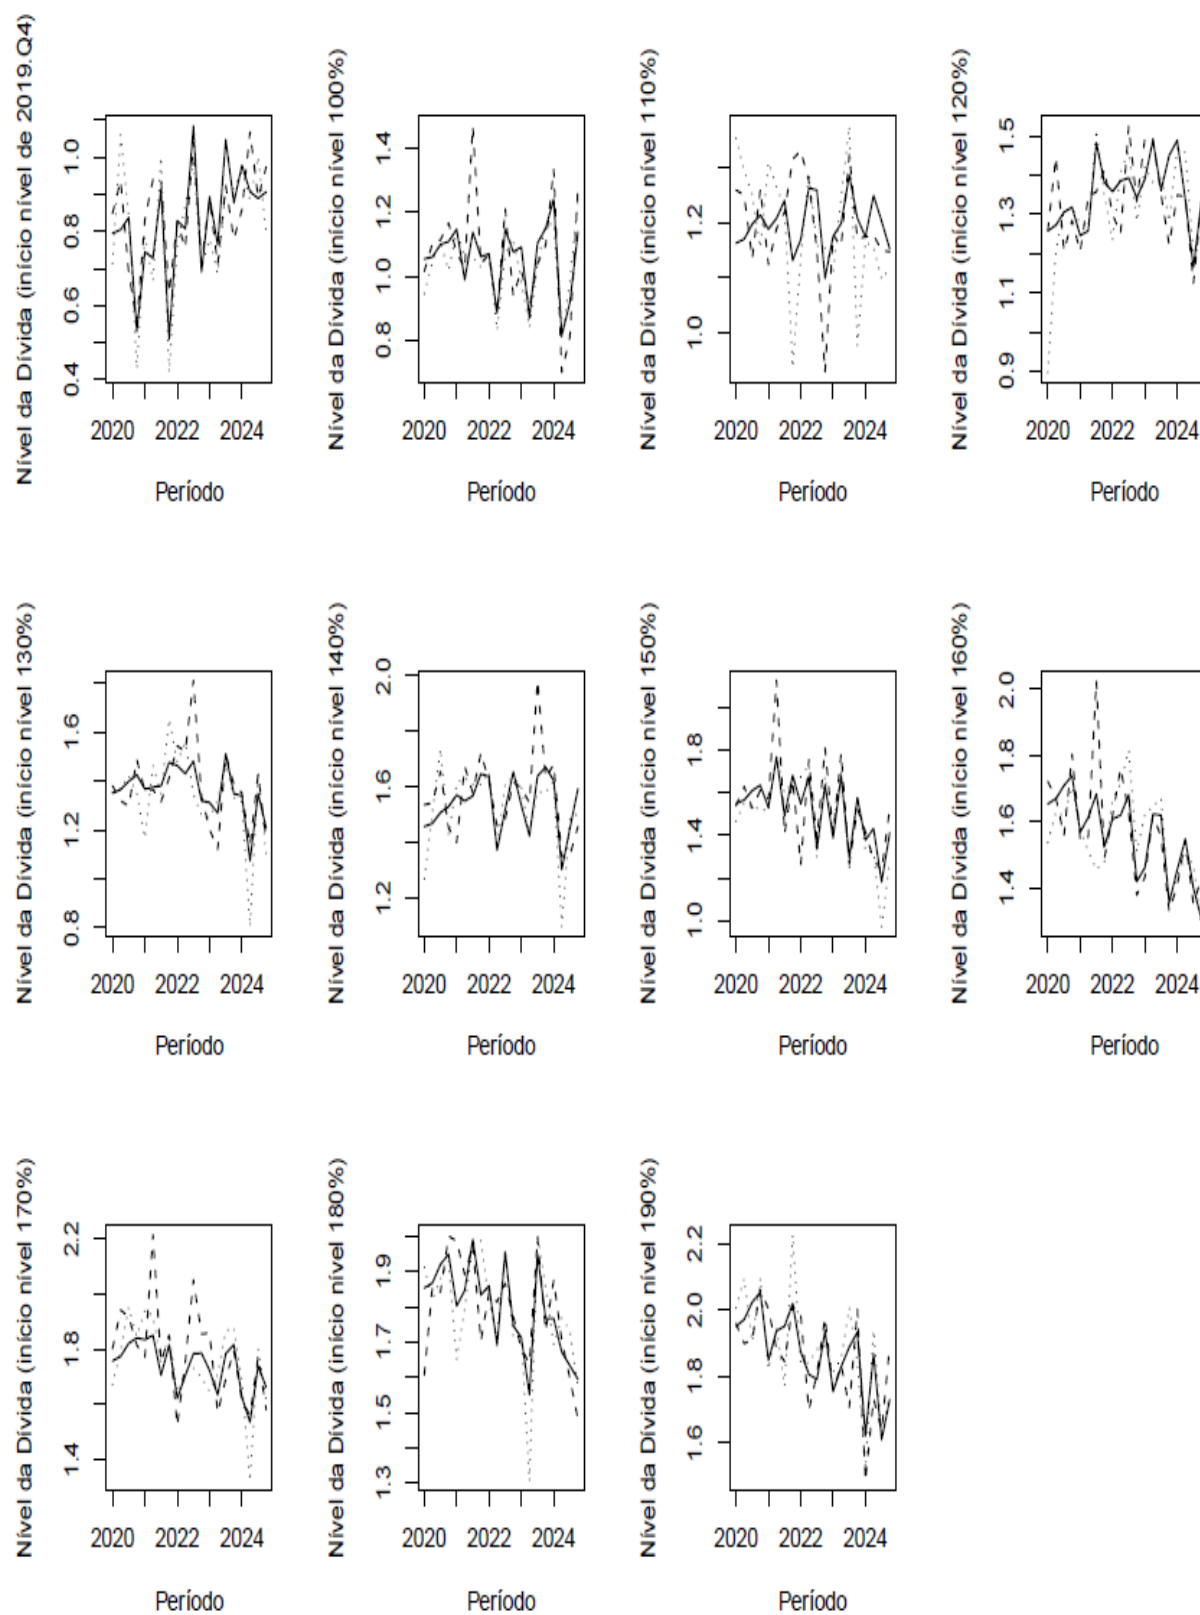 Nível da Dívida (início nível de 2019.Q4)
0.4 0.6 0.8 1.0
2020 2022 2024
Período
Nível da Dívida (início nível 100%)
0.8 1.0 1.2 1.4
2020 2022 2024
Período
Nível da Dívida (início nível 110%)
1.0 1.2
2020 2022 2024
Período
Nível da Dívida (início nível 120%)
0.9 1.1 1.3 1.5
2020 2022 2024
Período
Nível da Dívida (início nível 130%)
0.8 1.2 1.6
2020 2022 2024
Período
Nível da Dívida (início nível 140%)
1.2 1.6 2.0
2020 2022 2024
Período
Nível da Dívida (início nível 150%)
1.0 1.4 1.8
2020 2022 2024
Período
Nível da Dívida (início nível 160%)
1.4 1.6 1.8 2.0
2020 2022 2024
Período
Nível da Dívida (início nível 170%)
1.4 1.8 2.2
2020 2022 2024
Período
Nível da Dívida (início nível 180%)
1.3 1.5 1.7 1.9
2020 2022 2024
Período
Nível da Dívida (início nível 190%)
1.6 1.8 2.0 2.2
2020 2022 2024
Período